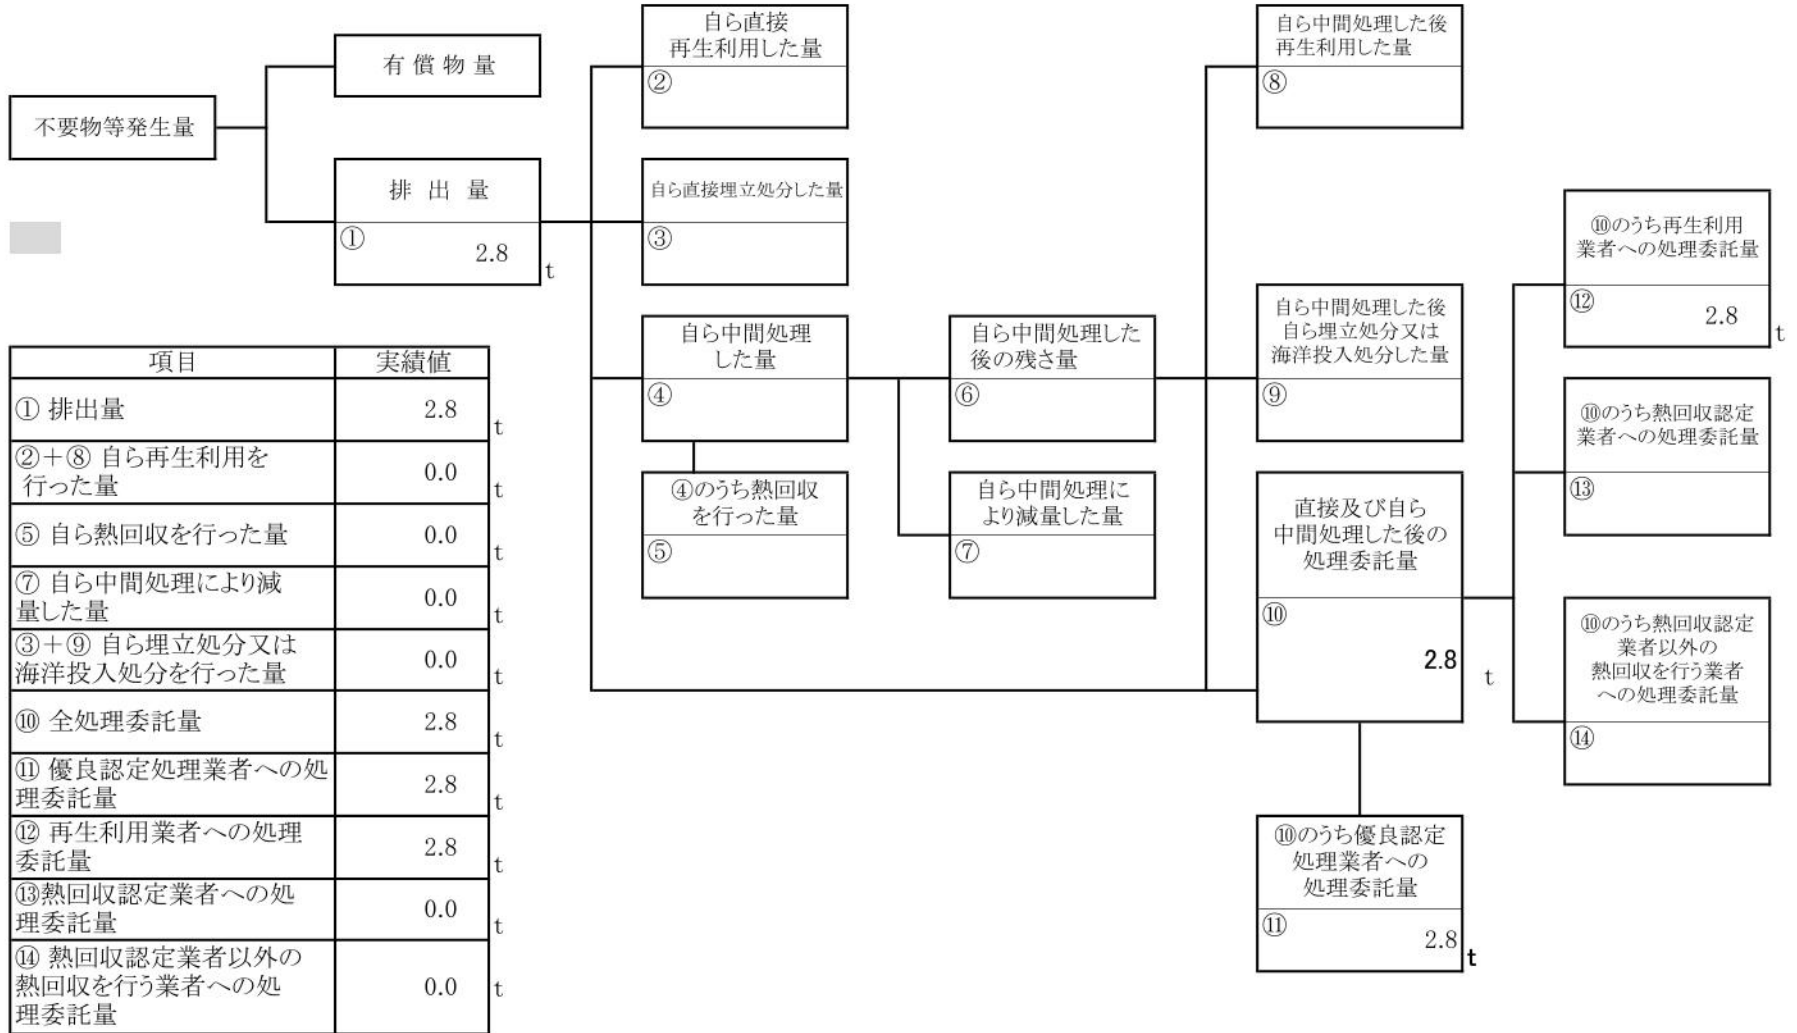 不要物等発生量
有償物量
排出量
①
2.8
t
自ら直接
再生利用した量
②
自ら直接埋立処分した量
③
自ら中間処理
した量
④
④のうち熱回収
を行った量
⑤
自ら中間処理した
後の残さ量
⑥
自ら中間処理に
より減量した量
⑦
自ら中間処理した後
再生利用した量
⑧
自ら中間処理した後
自ら埋立処分又は
海洋投入処分した量
⑨
直接及び自ら
中間処理した後の
処理委託量
⑩
2.8
t
⑩のうち優良認定
処理業者への
処理委託量
⑪
2.8
t
⑩のうち再生利用
業者への処理委託量
⑫
2.8
t
⑩のうち熱回収認定
業者への処理委託量
⑬
⑩のうち熱回収認定
業者以外の
熱回収を行う業者
への処理委託量
⑭
項目 実績値
① 排出量 2.8 t
②+⑧ 自ら再生利用を
行った量 0.0 t
⑤ 自ら熱回収を行った量 0.0 t
⑦ 自ら中間処理により減
量した量 0.0 t
③+⑨ 自ら埋立処分又は
海洋投入処分を行った量 0.0 t
⑩ 全処理委託量 2.8 t
⑪ 優良認定処理業者への処
理委託量 2.8 t
⑫ 再生利用業者への処理
委託量 2.8 t
⑬熱回収認定業者への処
理委託量 0.0 t
⑭ 熱回収認定業者以外の
熱回収を行う業者への処
理委託量 0.0 t